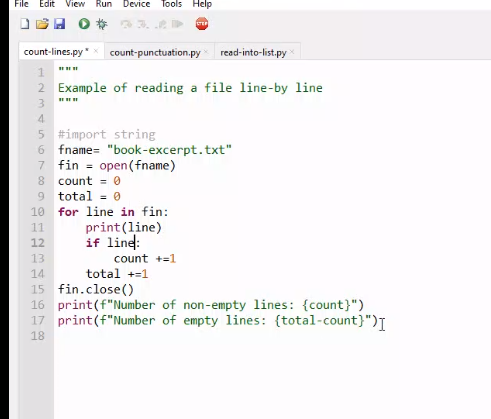 File Edit View Run Device Tools Help
STOP
count-lines.py * × count-punctuation.py × read-into-list.py ×
1 """
2 Example of reading a file line-by line
3 """
4
5 #import string
6 fname= "book-excerpt.txt"
7 fin = open(fname)
8 count = 0
9 total = 0
10 for line in fin:
11     print(line)
12     if line:
13         count +=1
14     total +=1
15 fin.close()
16 print(f"Number of non-empty lines: {count}")
17 print(f"Number of empty lines: {total-count}")
18